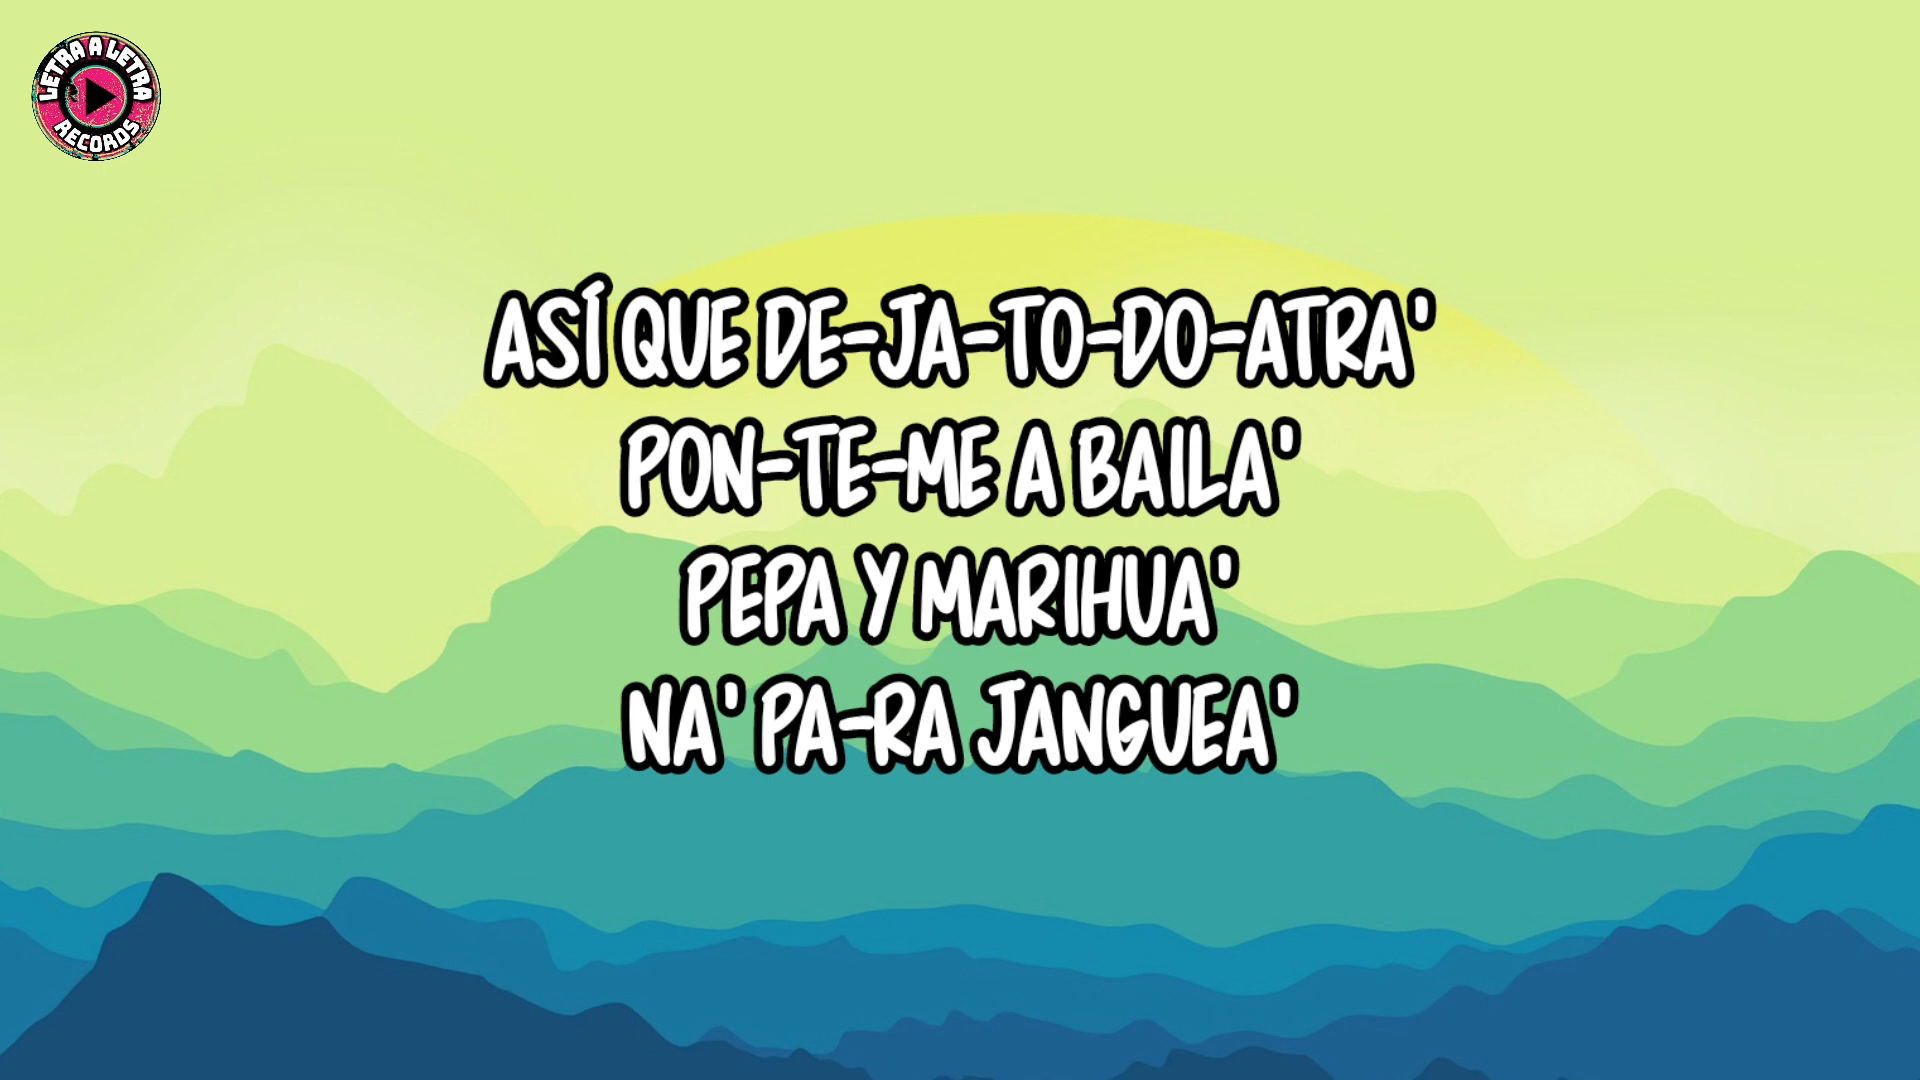 LETRA A LETRA
RECORDS
ASÍ QUE DE-JA-TO-DO-ATRA'
PON-TE-ME A BAILA'
PEPA Y MARIHUA'
NA' PA-RA JANGUEA'